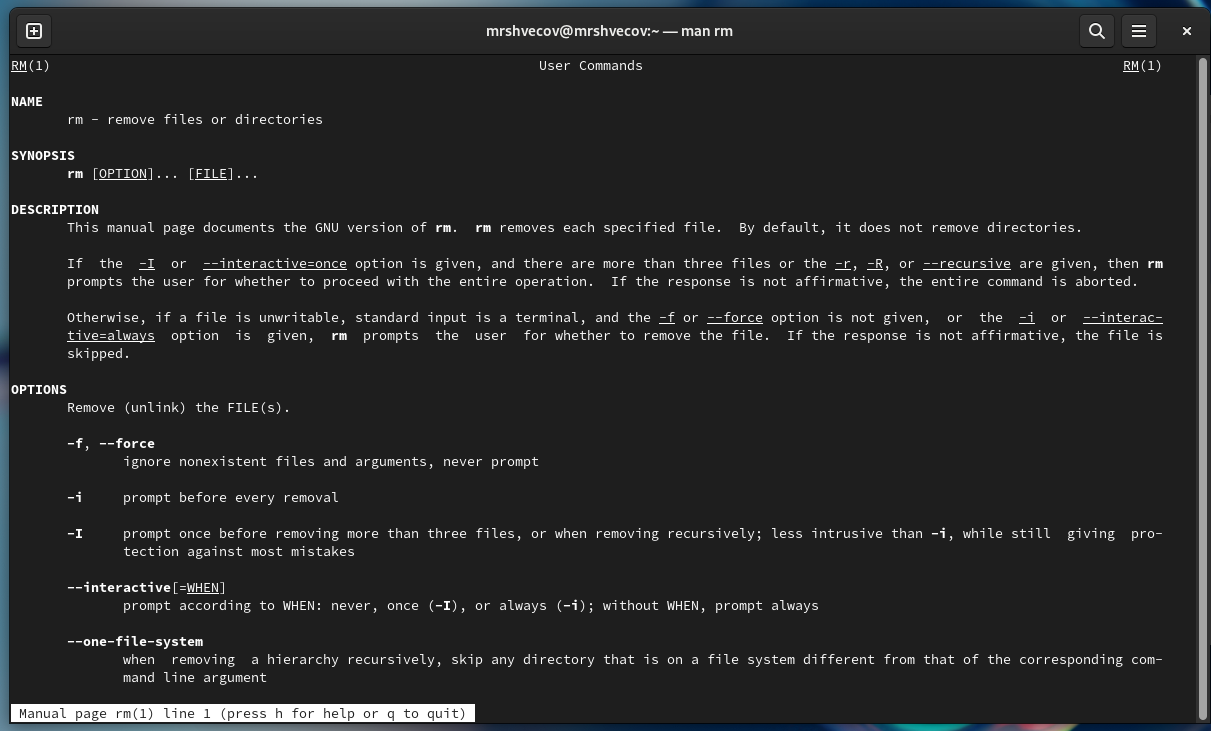 mrshvecov@mrshvecov:~ — man rm
RM(1) User Commands RM(1)
NAME
rm - remove files or directories
SYNOPSIS
rm [OPTION]... [FILE]...
DESCRIPTION
This manual page documents the GNU version of rm. rm removes each specified file. By default, it does not remove directories.
If the -I or --interactive=once option is given, and there are more than three files or the -r, -R, or --recursive are given, then rm
prompts the user for whether to proceed with the entire operation. If the response is not affirmative, the entire command is aborted.
Otherwise, if a file is unwritable, standard input is a terminal, and the -f or --force option is not given, or the -i or --interac-
tive=always option is given, rm prompts the user for whether to remove the file. If the response is not affirmative, the file is
skipped.
OPTIONS
Remove (unlink) the FILE(s).
-f, --force
ignore nonexistent files and arguments, never prompt
-i prompt before every removal
-I prompt once before removing more than three files, or when removing recursively; less intrusive than -i, while still giving pro-
tection against most mistakes
--interactive[=WHEN]
prompt according to WHEN: never, once (-I), or always (-i); without WHEN, prompt always
--one-file-system
when removing a hierarchy recursively, skip any directory that is on a file system different from that of the corresponding com-
mand line argument
Manual page rm(1) line 1 (press h for help or q to quit)